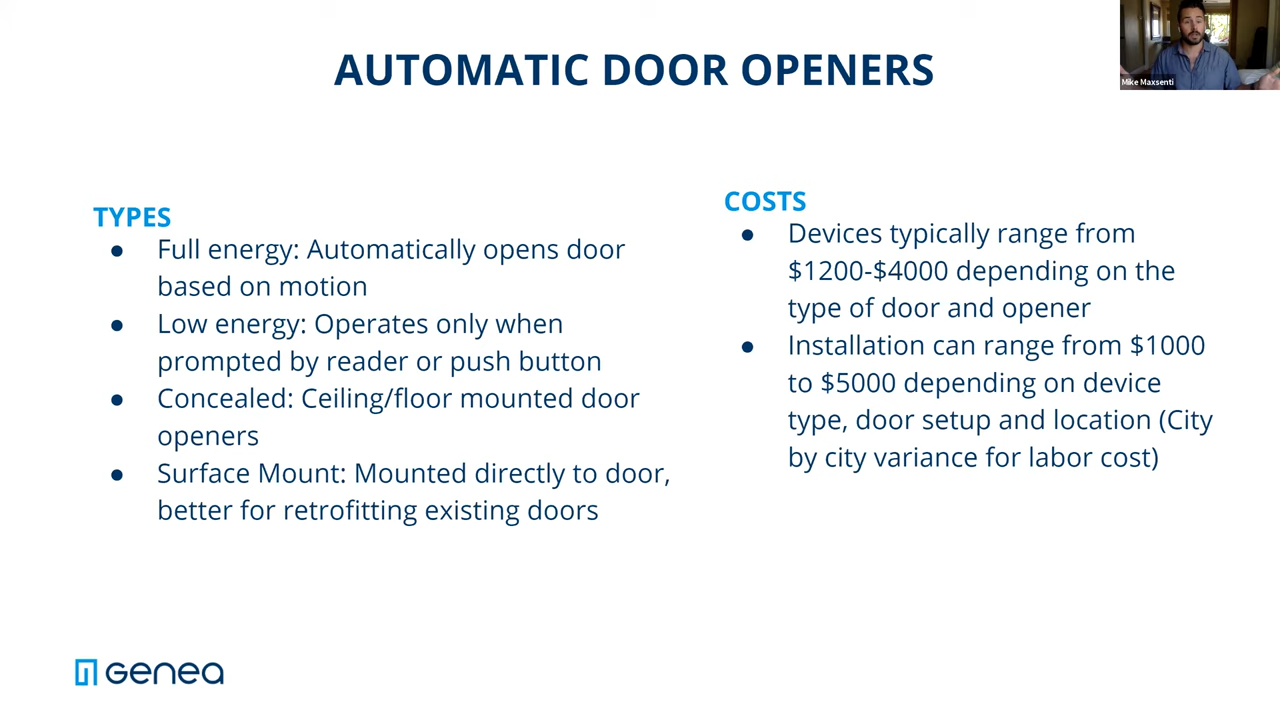 AUTOMATIC DOOR OPENERS
Mike Maxsenti
TYPES
● Full energy: Automatically opens door
based on motion
● Low energy: Operates only when
prompted by reader or push button
● Concealed: Ceiling/floor mounted door
openers
● Surface Mount: Mounted directly to door,
better for retrofitting existing doors
COSTS
● Devices typically range from
$1200-$4000 depending on the
type of door and opener
● Installation can range from $1000
to $5000 depending on device
type, door setup and location (City
by city variance for labor cost)
Genea